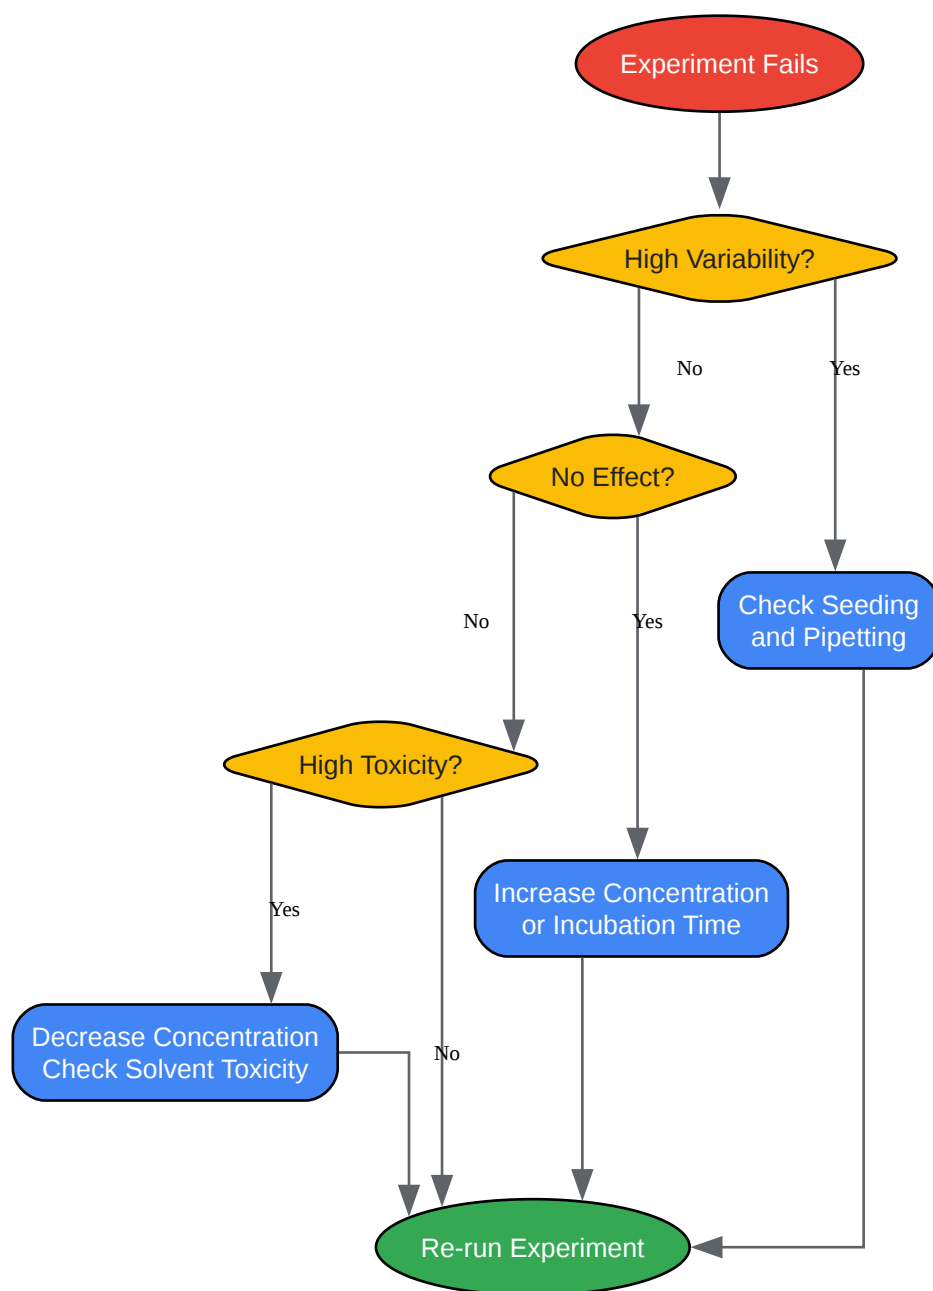 Experiment Fails
High Variability?
No
Yes
No Effect?
No
Yes
Check Seeding
and Pipetting
High Toxicity?
Yes
Increase Concentration
or Incubation Time
Decrease Concentration
Check Solvent Toxicity
No
Re-run Experiment